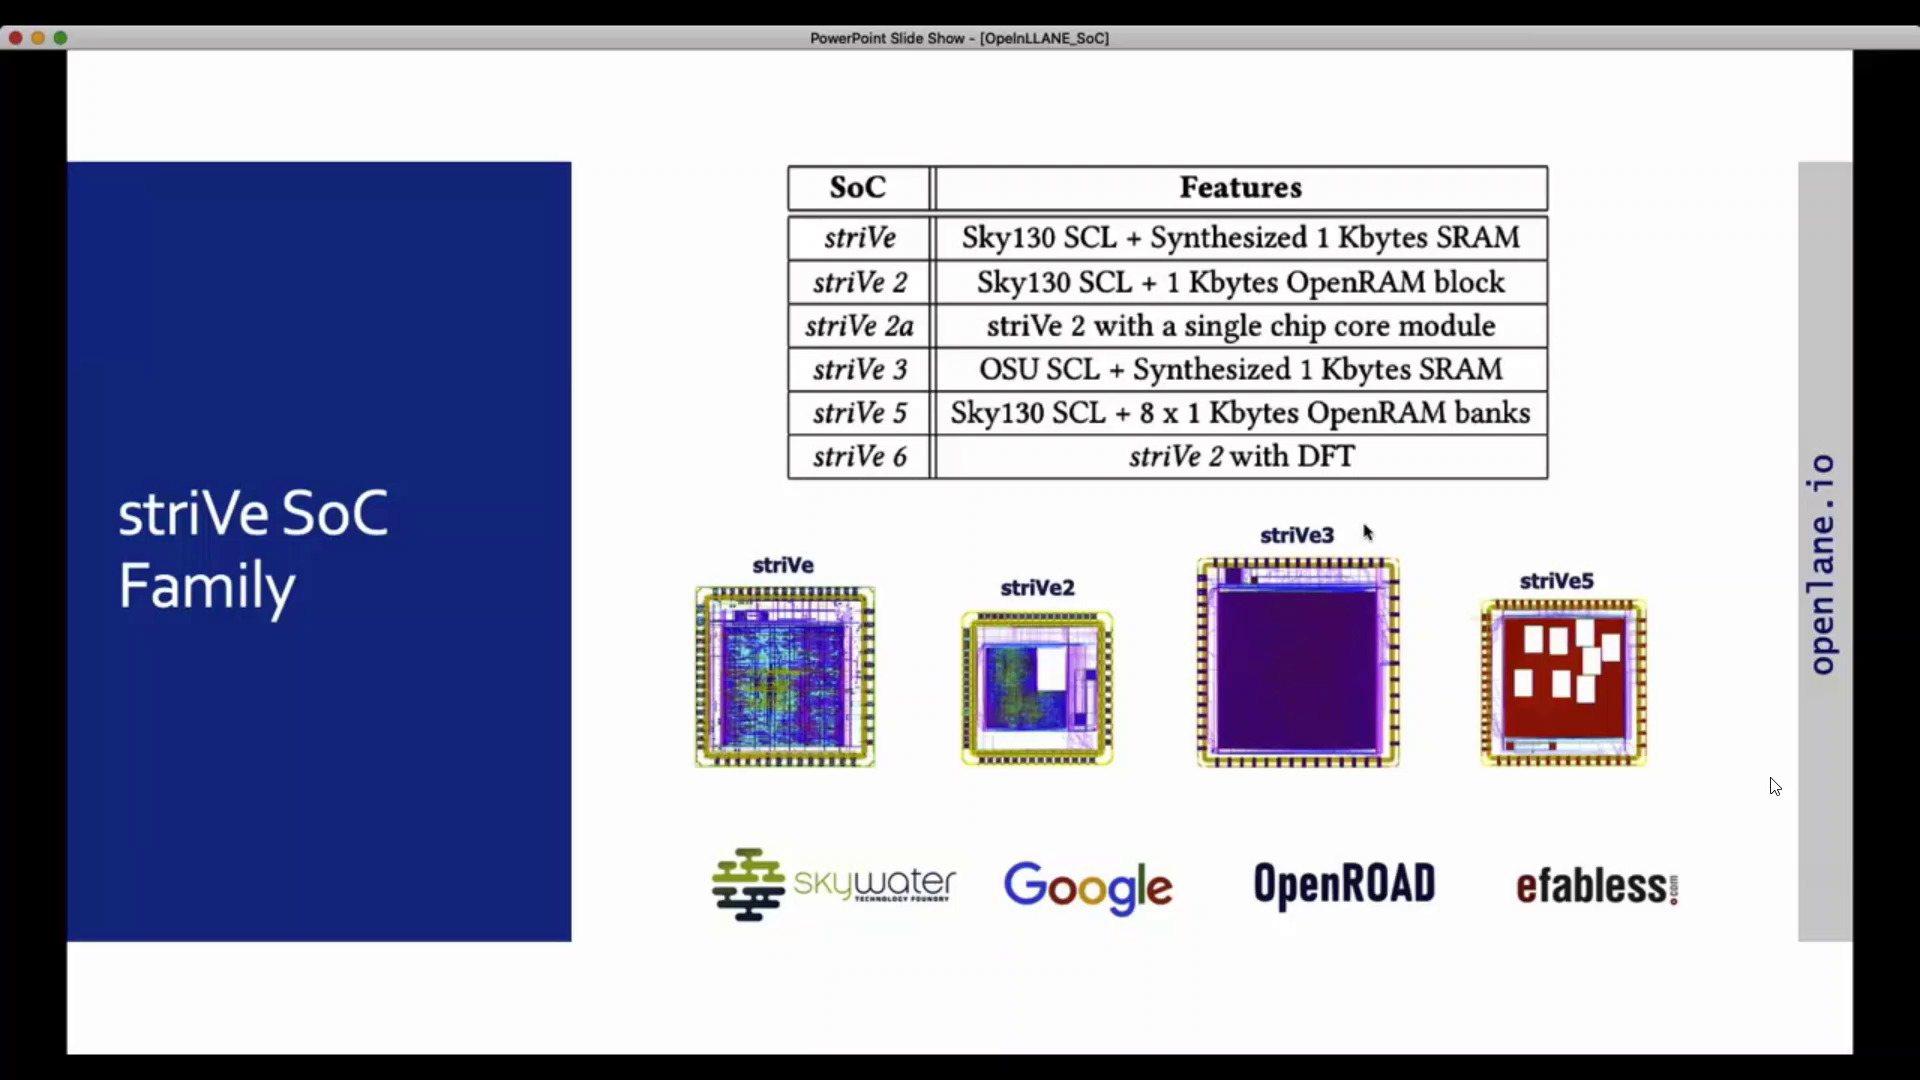 PowerPoint Slide Show - [OpeInLLANE_SoC]
striVe SoC
Family
SoC Features
striVe Sky130 SCL + Synthesized 1 Kbytes SRAM
striVe 2 Sky130 SCL + 1 Kbytes OpenRAM block
striVe 2a striVe 2 with a single chip core module
striVe 3 OSU SCL + Synthesized 1 Kbytes SRAM
striVe 5 Sky130 SCL + 8 x 1 Kbytes OpenRAM banks
striVe 6 striVe 2 with DFT
striVe
striVe2
striVe3
striVe5
skywater
TECHNOLOGY FOUNDRY
Google
OpenROAD
efabless.com
openlane.io